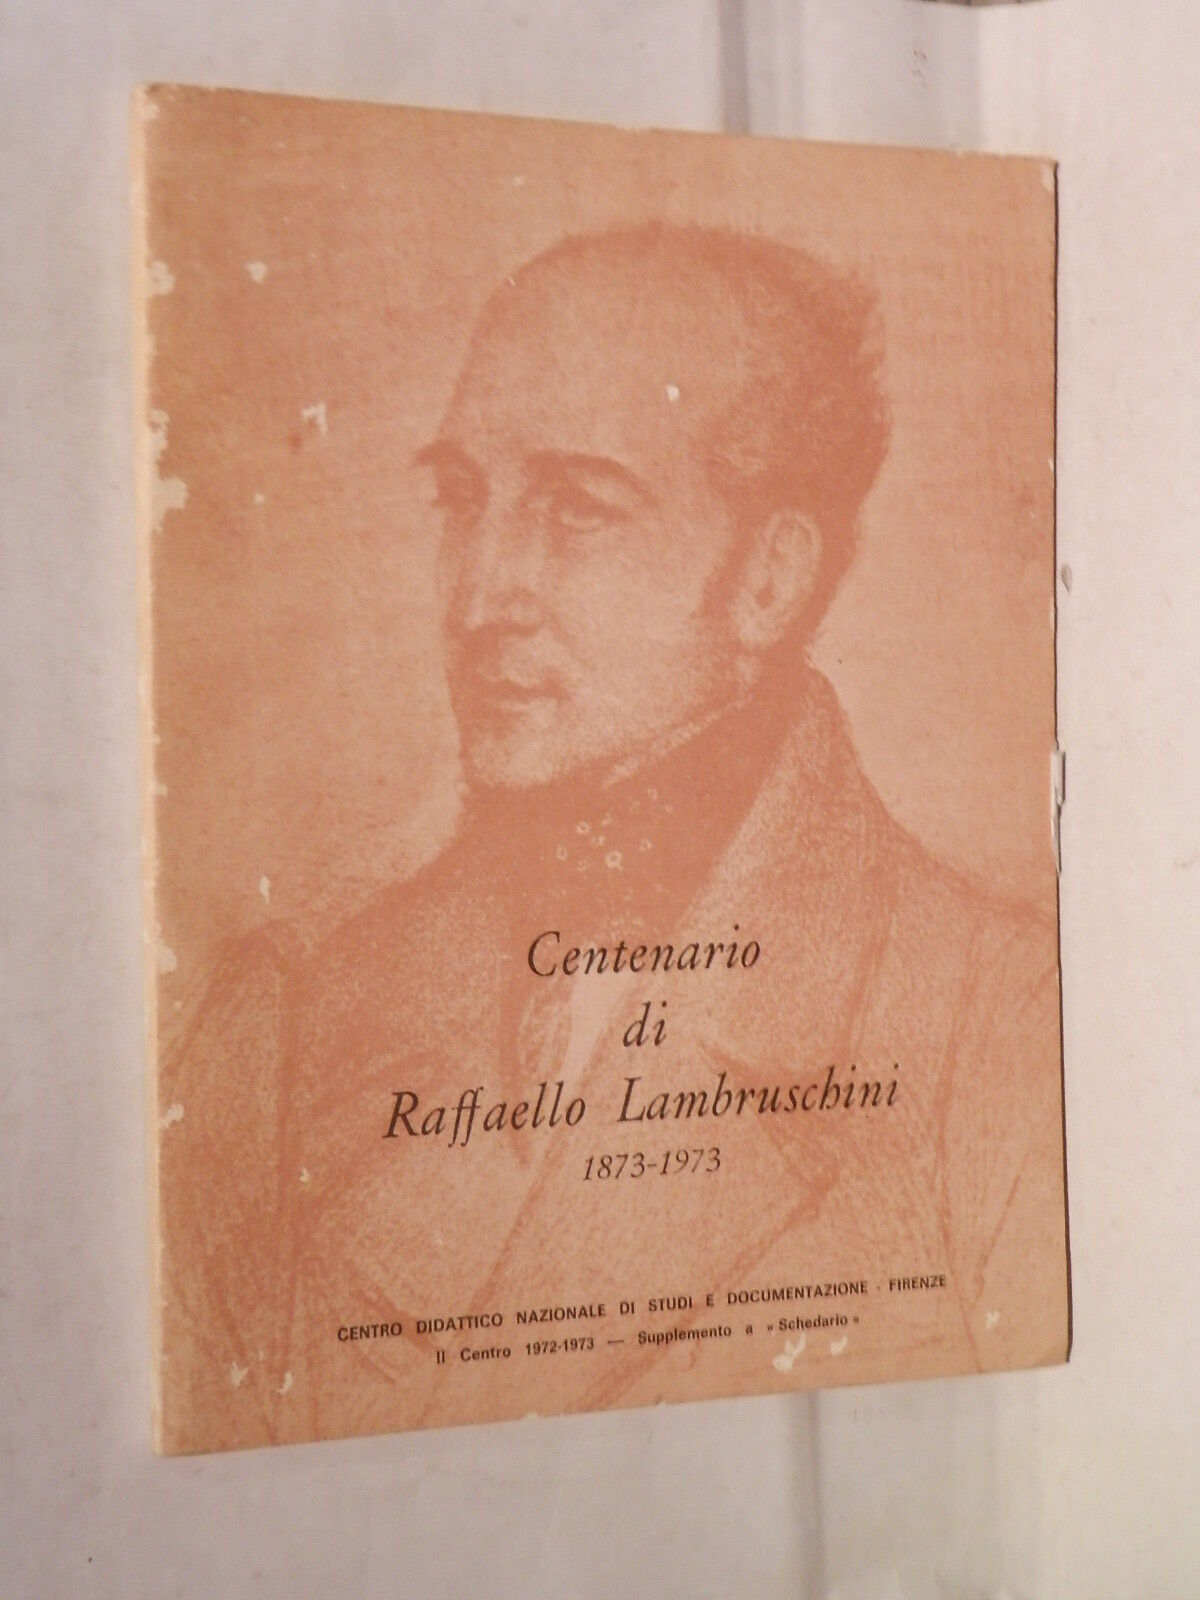 Centenario
di
Raffaello Lambruschini
1873-1973
CENTRO DIDATTICO NAZIONALE DI STUDI E DOCUMENTAZIONE - FIRENZE
Il Centro 1972-1973 — Supplemento a « Schedario »